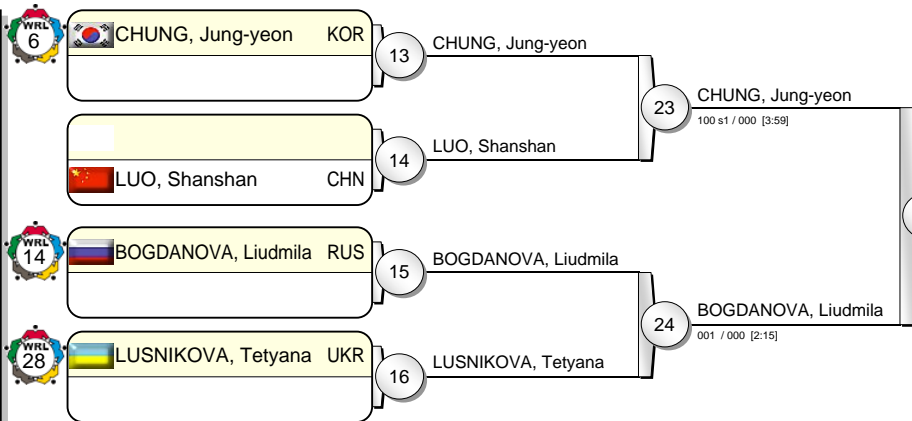 WRL
6
CHUNG, Jung-yeon KOR
13
CHUNG, Jung-yeon
23
CHUNG, Jung-yeon
100 s1 / 000 [3:59]
14
LUO, Shanshan
LUO, Shanshan CHN
WRL
14
BOGDANOVA, Liudmila RUS
15
BOGDANOVA, Liudmila
24
BOGDANOVA, Liudmila
001 / 000 [2:15]
WRL
28
LUSNIKOVA, Tetyana UKR
16
LUSNIKOVA, Tetyana